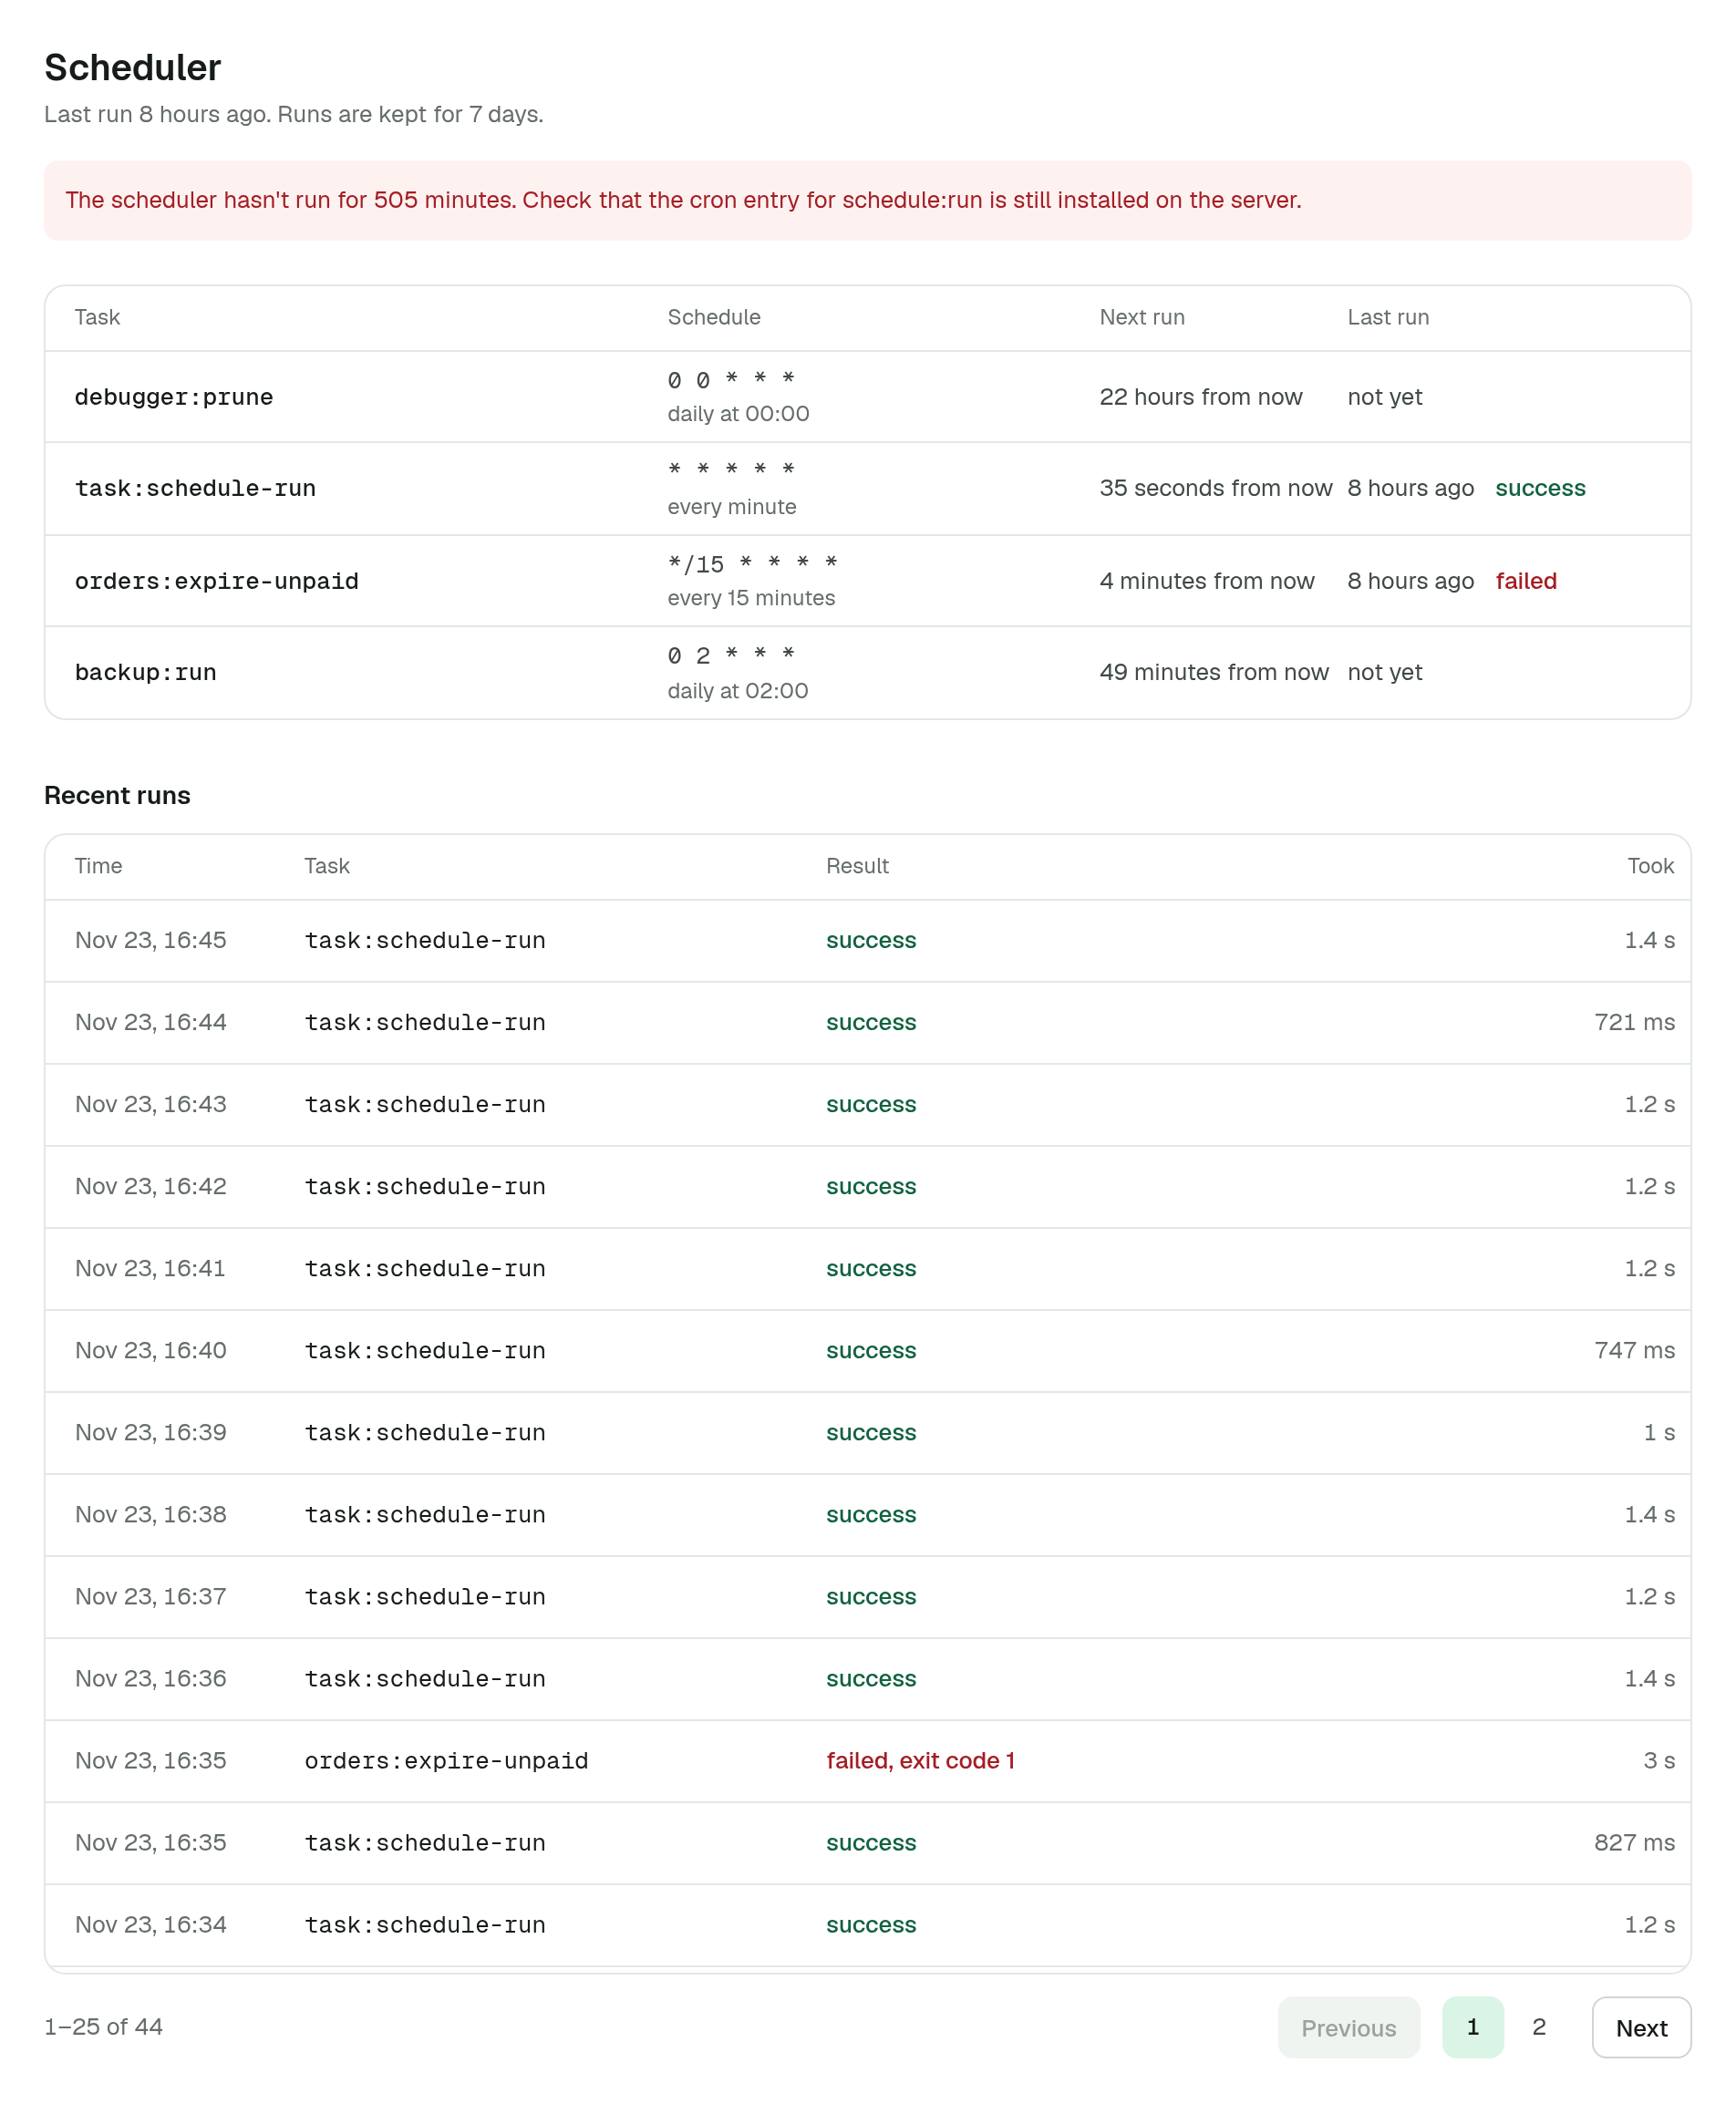 Scheduler
Last run 8 hours ago. Runs are kept for 7 days.
The scheduler hasn't run for 505 minutes. Check that the cron entry for schedule:run is still installed on the server.
Task Schedule Next run Last run
debugger:prune 0 0 * * * 22 hours from now not yet
daily at 00:00
task:schedule-run * * * * * 35 seconds from now 8 hours ago success
every minute
orders:expire-unpaid */15 * * * * 4 minutes from now 8 hours ago failed
every 15 minutes
backup:run 0 2 * * * 49 minutes from now not yet
daily at 02:00
Recent runs
Time Task Result Took
Nov 23, 16:45 task:schedule-run success 1.4 s
Nov 23, 16:44 task:schedule-run success 721 ms
Nov 23, 16:43 task:schedule-run success 1.2 s
Nov 23, 16:42 task:schedule-run success 1.2 s
Nov 23, 16:41 task:schedule-run success 1.2 s
Nov 23, 16:40 task:schedule-run success 747 ms
Nov 23, 16:39 task:schedule-run success 1 s
Nov 23, 16:38 task:schedule-run success 1.4 s
Nov 23, 16:37 task:schedule-run success 1.2 s
Nov 23, 16:36 task:schedule-run success 1.4 s
Nov 23, 16:35 orders:expire-unpaid failed, exit code 1 3 s
Nov 23, 16:35 task:schedule-run success 827 ms
Nov 23, 16:34 task:schedule-run success 1.2 s
1–25 of 44 Previous 1 2 Next